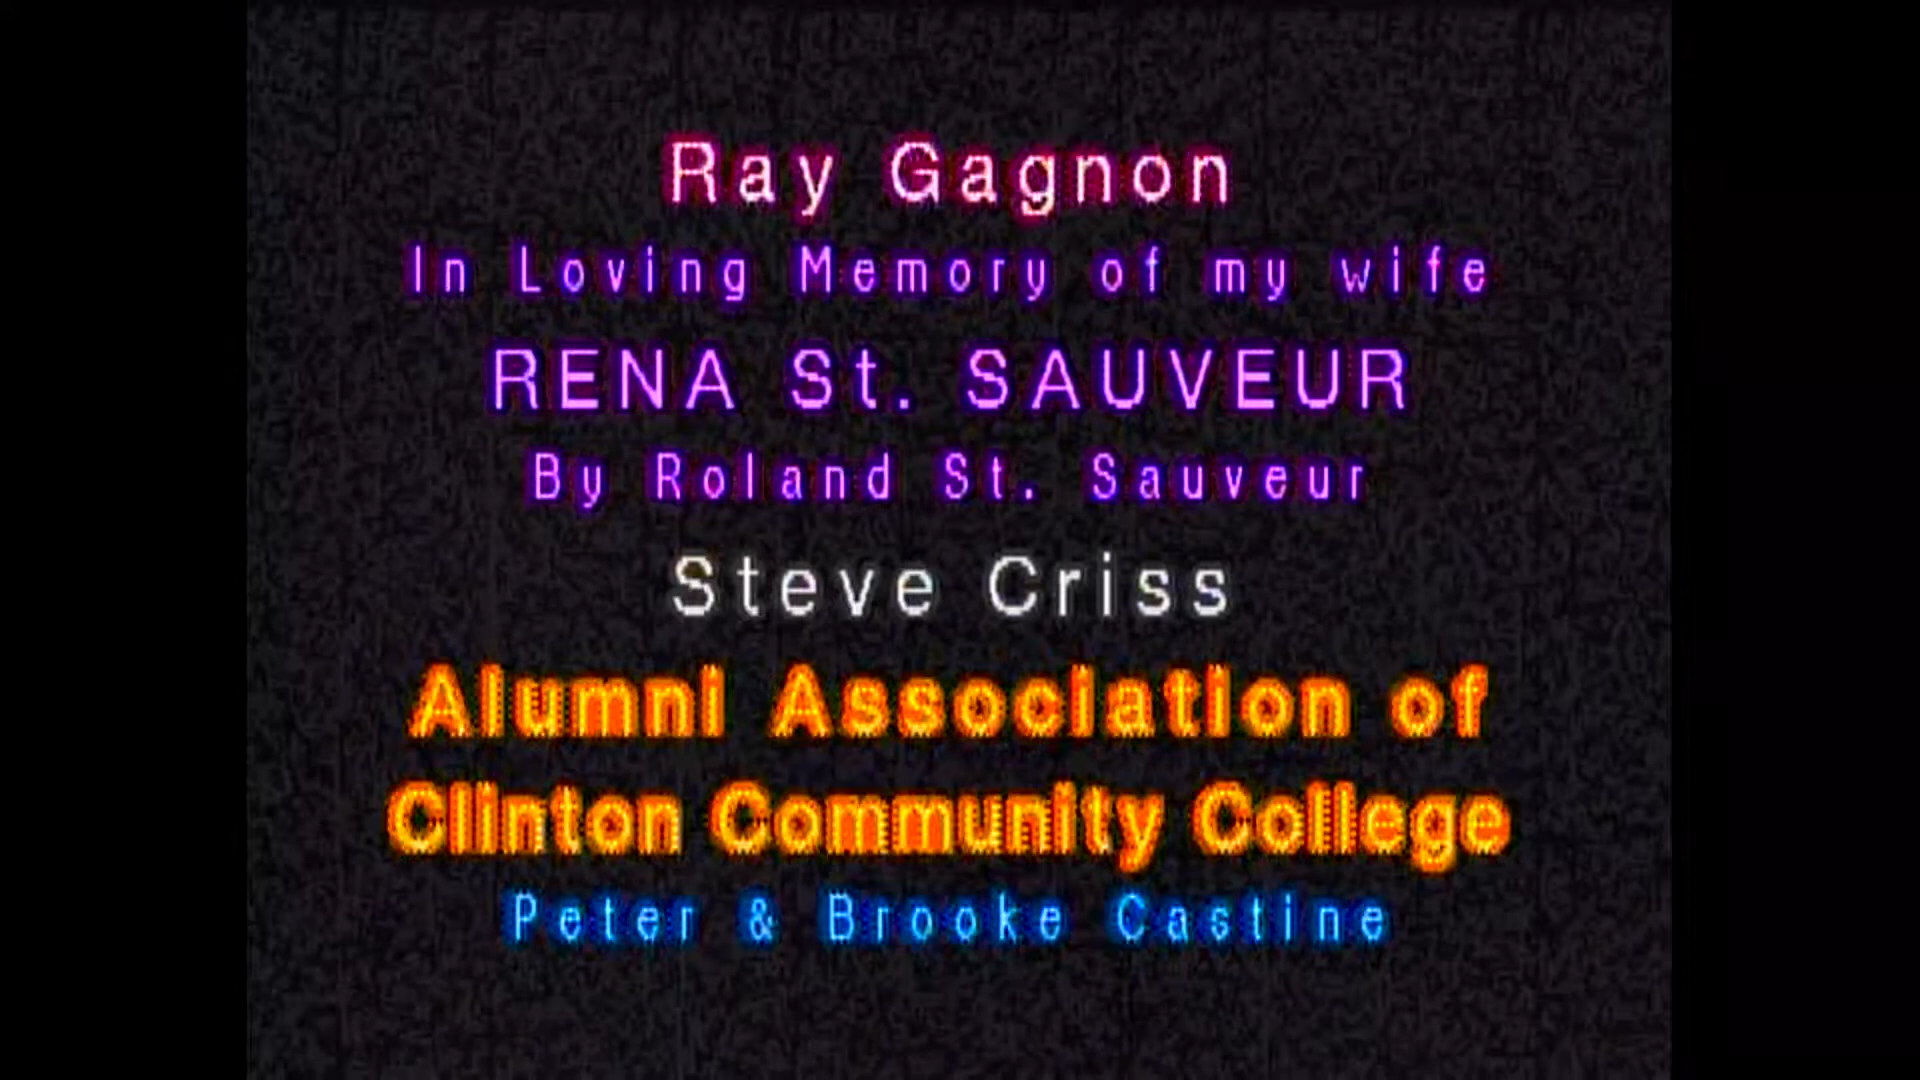 Ray Gagnon
In Loving Memory of my wife
RENA St. SAUVEUR
By Roland St. Sauveur
Steve Criss
Alumni Association of
Clinton Community College
Peter & Brooke Castine